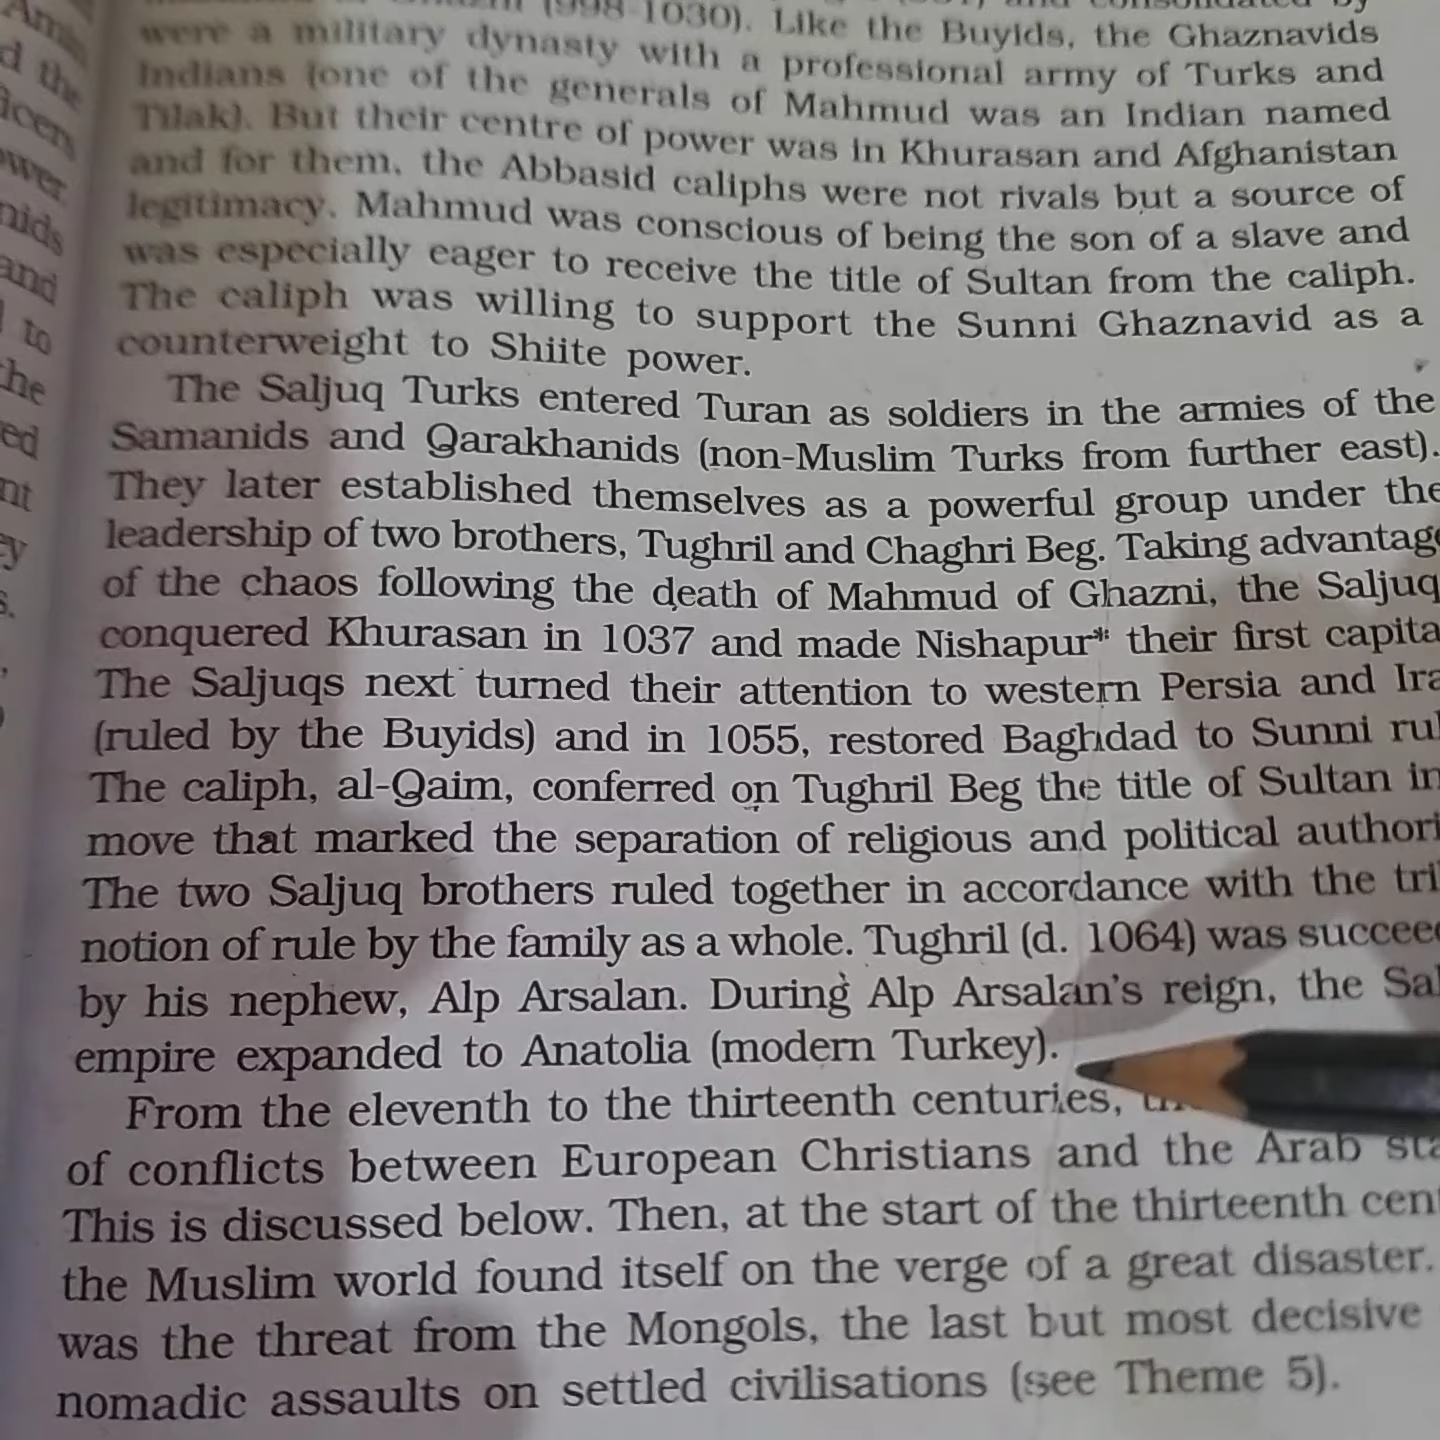 Amin
d the
icers
ower.
nids
and
to
the
ed
nt
ey
s.
(998-1030). Like the Buyids, the Ghaznavids
were a military dynasty with a professional army of Turks and
Indians (one of the generals of Mahmud was an Indian named
Tilak). But their centre of power was in Khurasan and Afghanistan
and for them, the Abbasid caliphs were not rivals but a source of
legitimacy. Mahmud was conscious of being the son of a slave and
was especially eager to receive the title of Sultan from the caliph.
The caliph was willing to support the Sunni Ghaznavid as a
counterweight to Shiite power.
The Saljuq Turks entered Turan as soldiers in the armies of the
Samanids and Qarakhanids (non-Muslim Turks from further east).
They later established themselves as a powerful group under the
leadership of two brothers, Tughril and Chaghri Beg. Taking advantage
of the chaos following the death of Mahmud of Ghazni, the Saljuq
conquered Khurasan in 1037 and made Nishapur* their first capita
The Saljuqs next turned their attention to western Persia and Ira
(ruled by the Buyids) and in 1055, restored Baghdad to Sunni rul
The caliph, al-Qaim, conferred on Tughril Beg the title of Sultan in
move that marked the separation of religious and political authori
The two Saljuq brothers ruled together in accordance with the tri
notion of rule by the family as a whole. Tughril (d. 1064) was succeed
by his nephew, Alp Arsalan. During Alp Arsalan's reign, the Sal
empire expanded to Anatolia (modern Turkey).
From the eleventh to the thirteenth centuries,
of conflicts between European Christians and the Arab sta
This is discussed below. Then, at the start of the thirteenth cent
the Muslim world found itself on the verge of a great disaster.
was the threat from the Mongols, the last but most decisive
nomadic assaults on settled civilisations (see Theme 5).